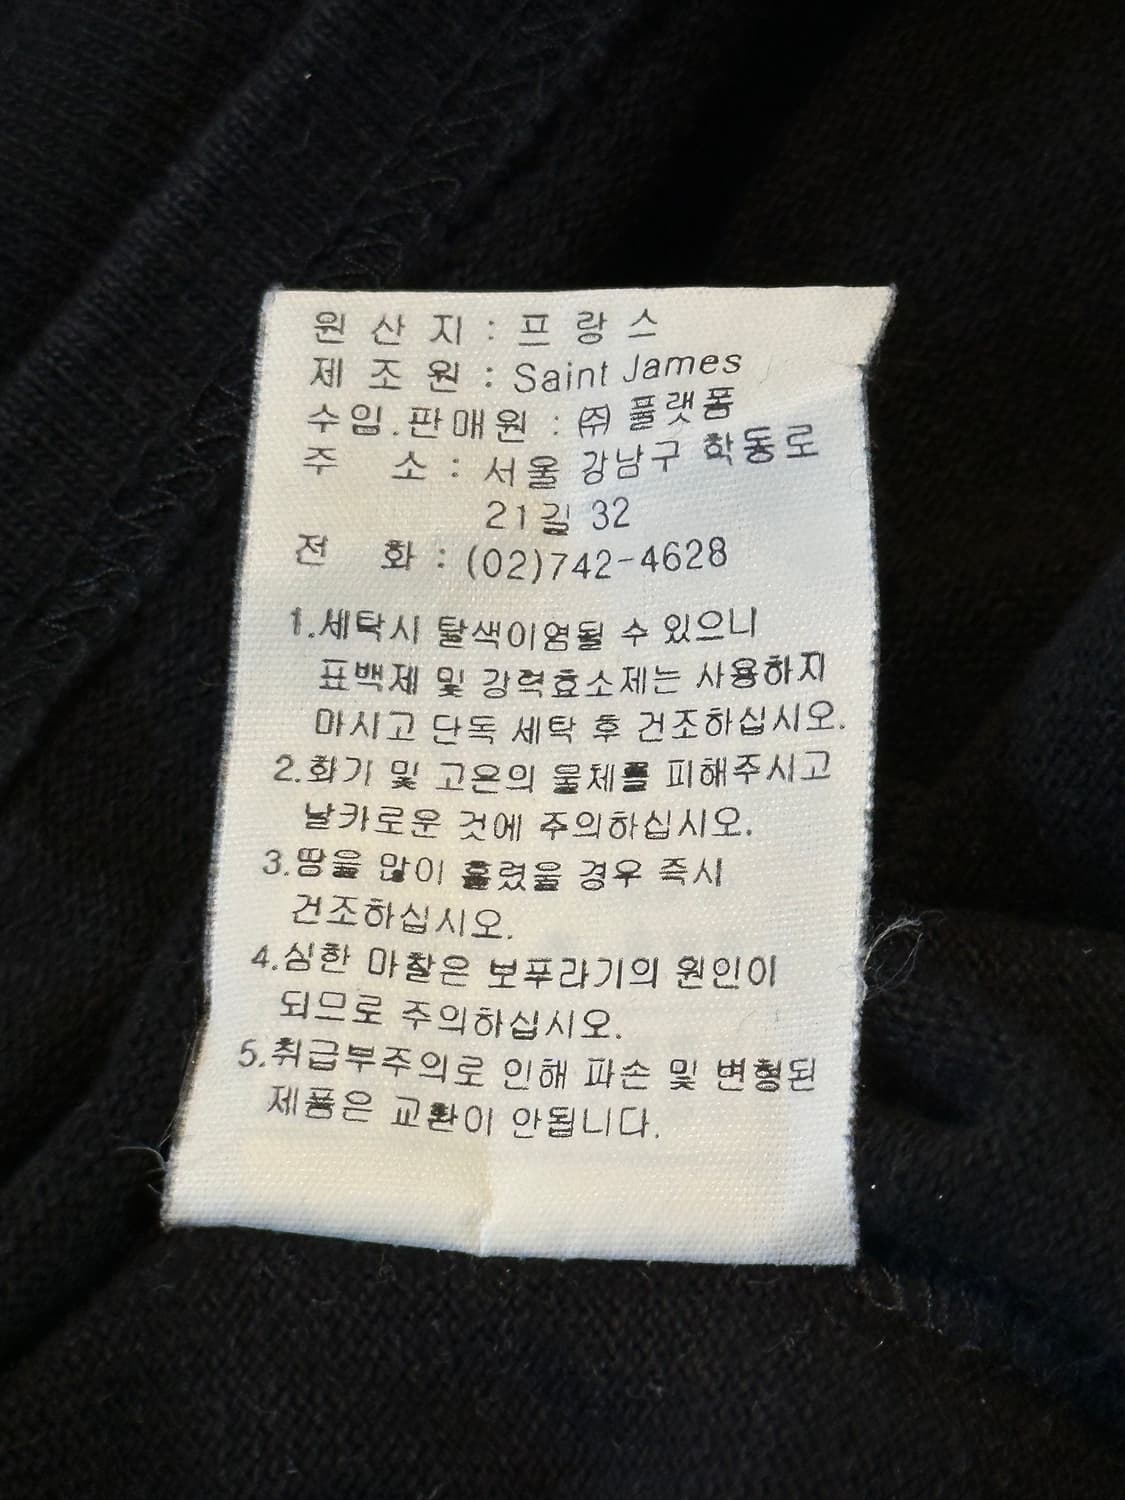 원 산 지 : 프 랑 스
제 조 원 : Saint James
수입.판매원 : ㈜ 플랫폼
주 소 : 서울 강남구 학동로
21길 32
전 화 : (02)742-4628
1.세탁시 탈색이염될 수 있으니
표백제 및 강력효소제는 사용하지
마시고 단독 세탁 후 건조하십시오.
2.화기 및 고온의 물체를 피해주시고
날카로운 것에 주의하십시오.
3.땀을 많이 흘렸을 경우 즉시
건조하십시오.
4.심한 마찰은 보푸라기의 원인이
되므로 주의하십시오.
5.취급부주의로 인해 파손 및 변형된
제품은 교환이 안됩니다.